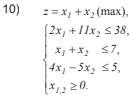 10) z = x₁ + x₂ (max),
2x₁ + 11x₂ ≤ 38,
x₁ + x₂ ≤ 7,
4x₁ − 5x₂ ≤ 5,
x₁,₂ ≥ 0.